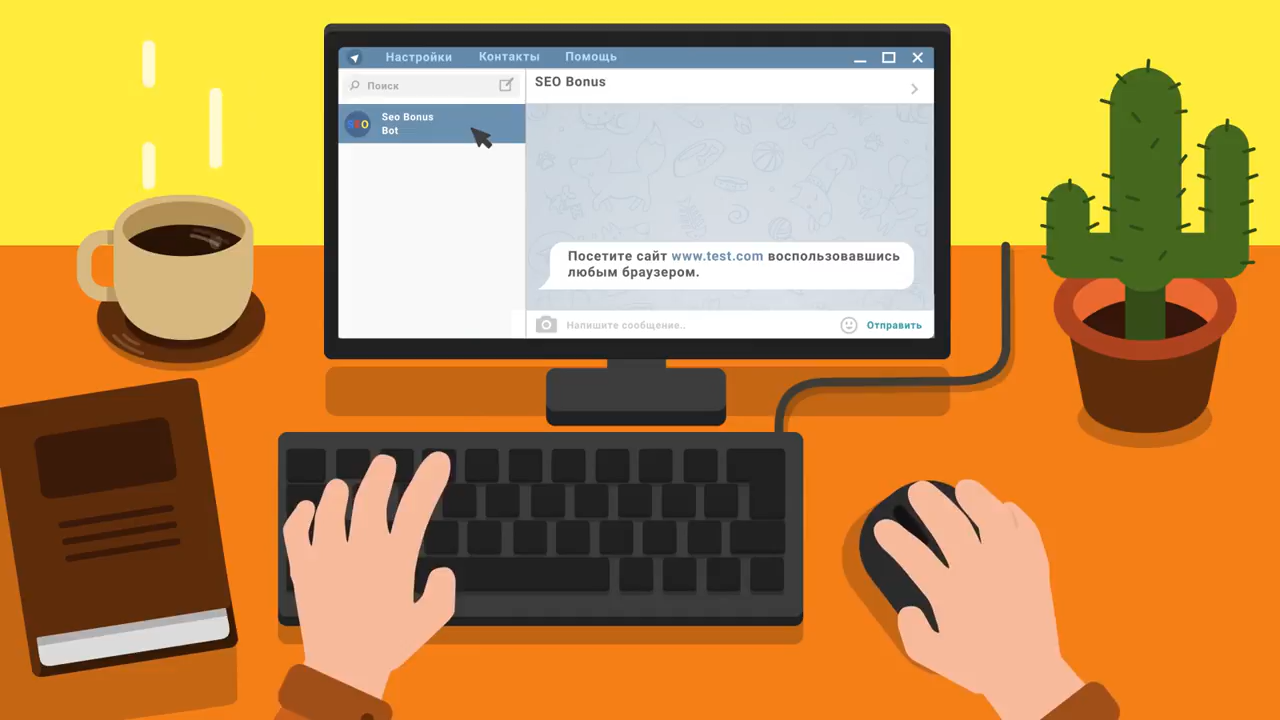 Настройки Контакты Помощь
Поиск
SEO Bonus
SEO
Seo Bonus
Bot
Посетите сайт www.test.com воспользовавшись
любым браузером.
Напишите сообщение..
Отправить